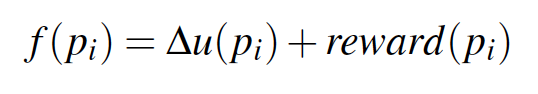 f(pᵢ) = Δu(pᵢ) + reward(pᵢ)